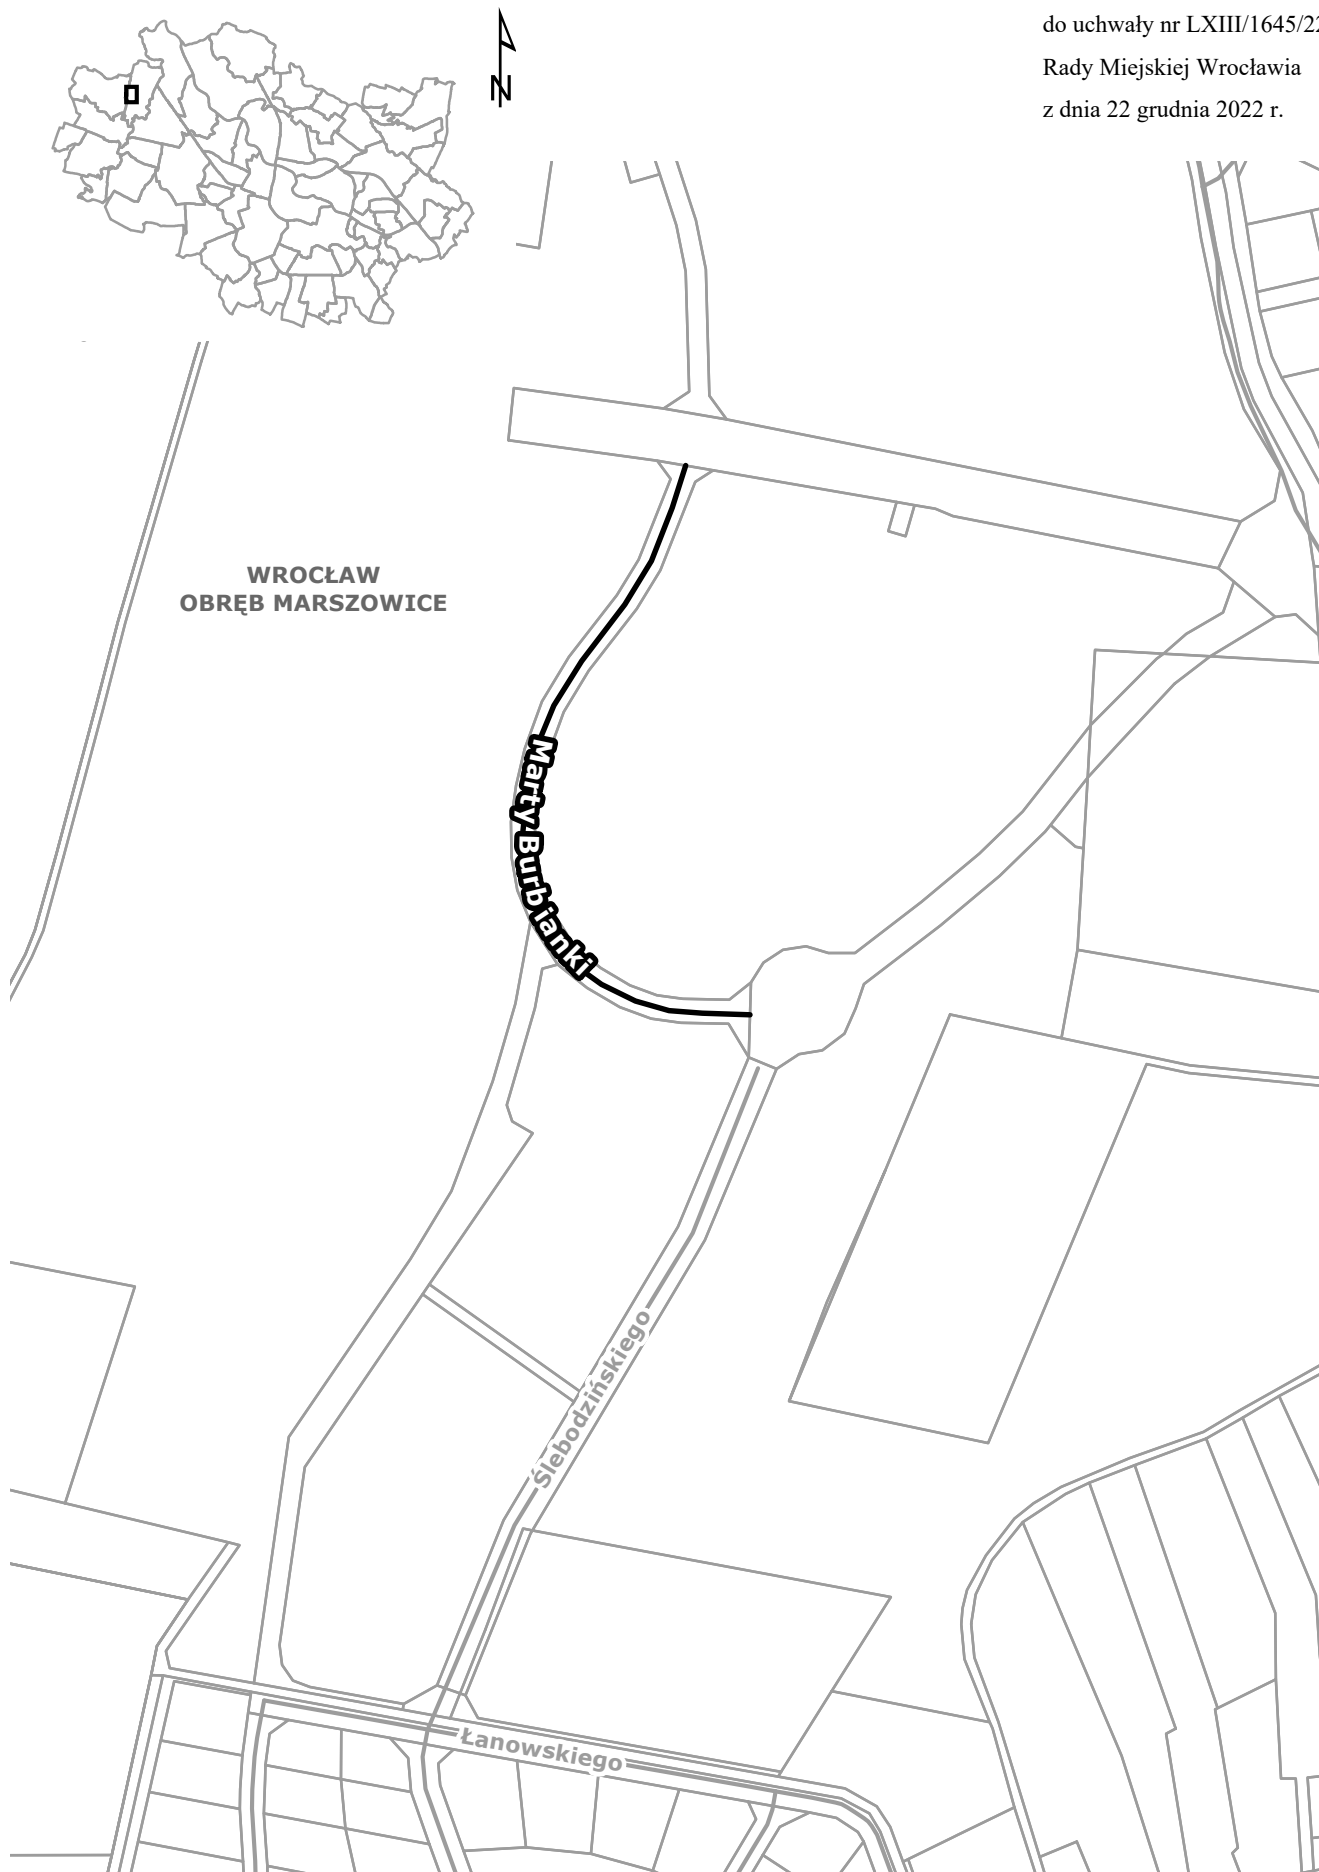 do uchwały nr LXIII/1645/22
Rady Miejskiej Wrocławia
z dnia 22 grudnia 2022 r.
N
WROCŁAW
OBRĘB MARSZOWICE
Marty Burbianki
Ślebodzińskiego
Łanowskiego